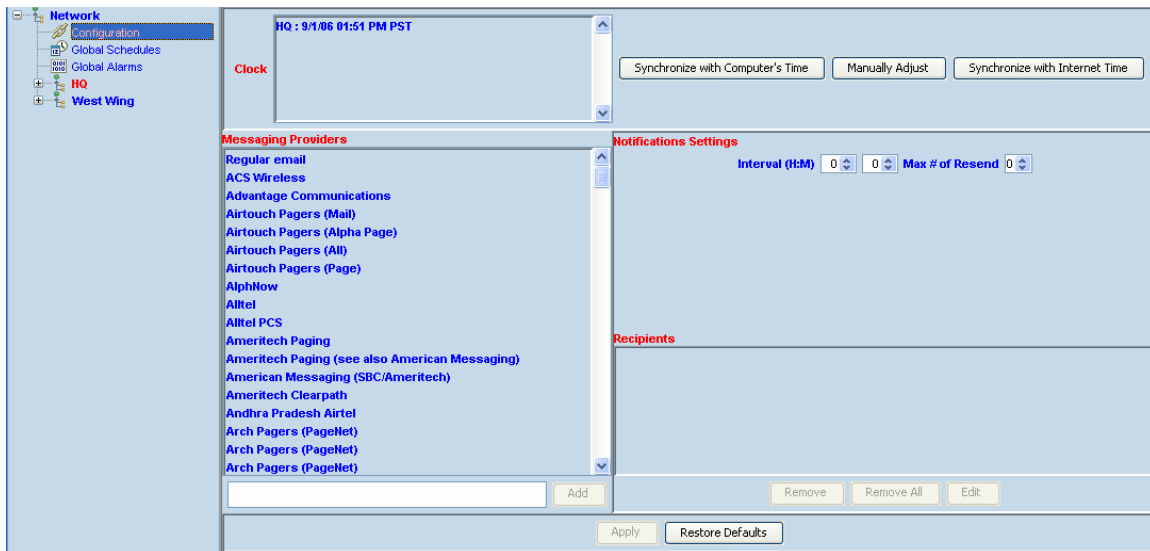 Network
Configuration
Global Schedules
Global Alarms
HQ
West Wing
Clock
HQ : 9/1/06 01:51 PM PST
Synchronize with Computer's Time
Manually Adjust
Synchronize with Internet Time
Messaging Providers
Regular email
ACS Wireless
Advantage Communications
Airtouch Pagers (Mail)
Airtouch Pagers (Alpha Page)
Airtouch Pagers (All)
Airtouch Pagers (Page)
AlphNow
Alltel
Alltel PCS
Ameritech Paging
Ameritech Paging (see also American Messaging)
American Messaging (SBC/Ameritech)
Ameritech Clearpath
Andhra Pradesh Airtel
Arch Pagers (PageNet)
Arch Pagers (PageNet)
Arch Pagers (PageNet)
Add
Notifications Settings
Interval (H:M) 0 0 Max # of Resend 0
Recipients
Remove
Remove All
Edit
Apply
Restore Defaults